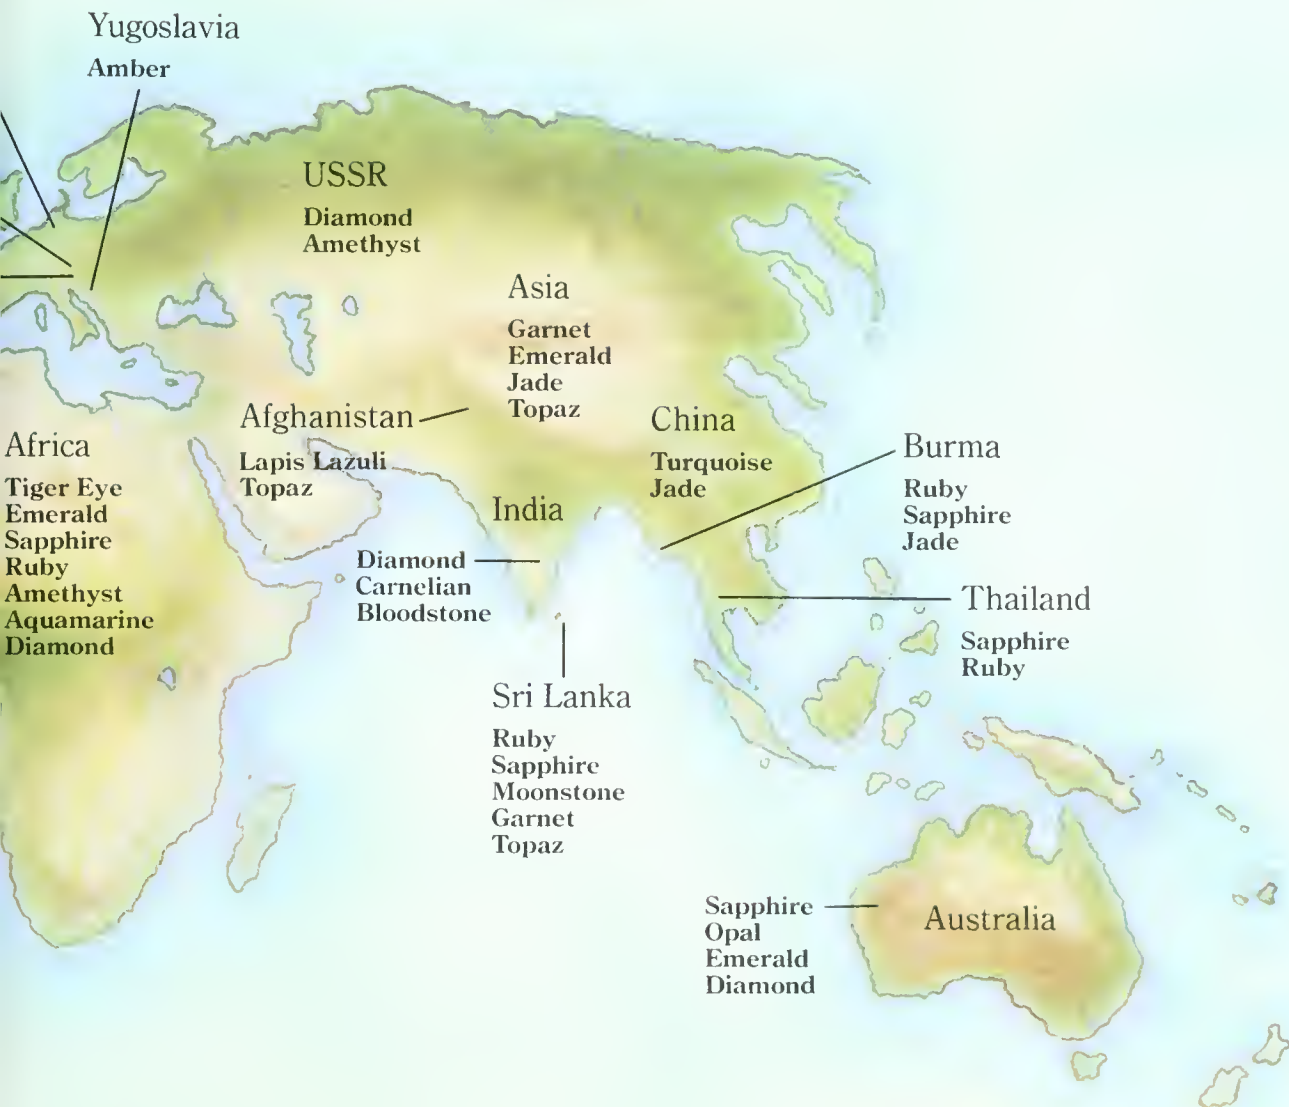 Yugoslavia
Amber
USSR
Diamond
Amethyst
Asia
Garnet
Emerald
Jade
Topaz
Afghanistan
Lapis Lazuli
Topaz
China
Turquoise
Jade
Burma
Ruby
Sapphire
Jade
Africa
Tiger Eye
Emerald
Sapphire
Ruby
Amethyst
Aquamarine
Diamond
India
Diamond
Carnelian
Bloodstone
Thailand
Sapphire
Ruby
Sri Lanka
Ruby
Sapphire
Moonstone
Garnet
Topaz
Australia
Sapphire
Opal
Emerald
Diamond